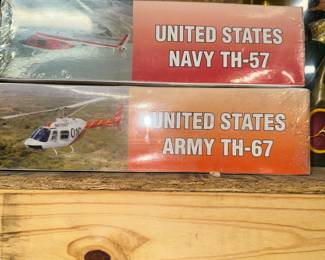 UNITED STATES
NAVY TH-57
UNITED STATES
ARMY TH-67